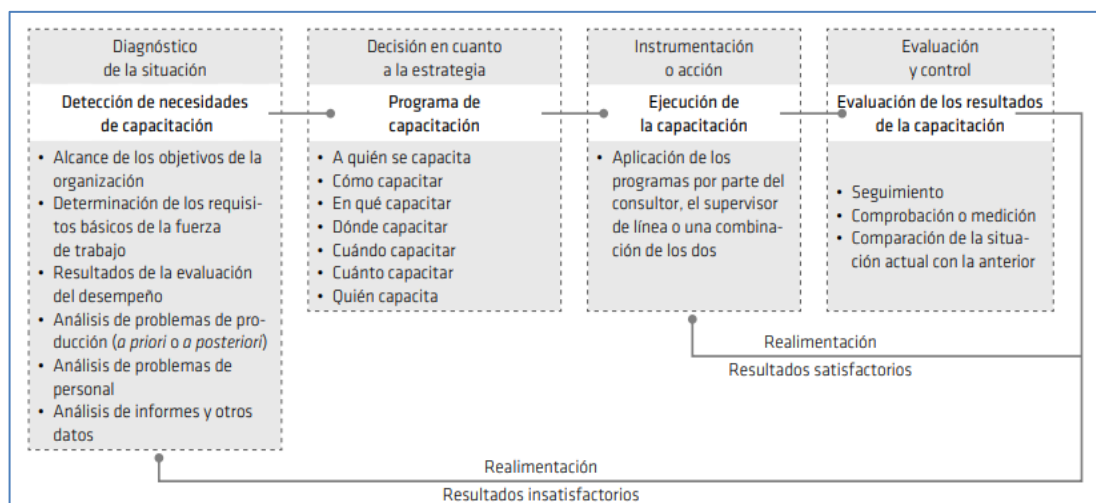 Diagnóstico
de la situación
Detección de necesidades
de capacitación
• Alcance de los objetivos de la
organización
• Determinación de los requisi-
tos básicos de la fuerza
de trabajo
• Resultados de la evaluación
del desempeño
• Análisis de problemas de pro-
ducción (a priori o a posteriori)
• Análisis de problemas de
personal
• Análisis de informes y otros
datos
Decisión en cuanto
a la estrategia
Programa de
capacitación
• A quién se capacita
• Cómo capacitar
• En qué capacitar
• Dónde capacitar
• Cuándo capacitar
• Cuánto capacitar
• Quién capacita
Instrumentación
o acción
Ejecución de
la capacitación
• Aplicación de los
programas por parte del
consultor, el supervisor
de línea o una combina-
ción de los dos
Evaluación
y control
Evaluación de los resultados
de la capacitación
• Seguimiento
• Comprobación o medición
• Comparación de la situa-
ción actual con la anterior
Realimentación
Resultados satisfactorios
Realimentación
Resultados insatisfactorios